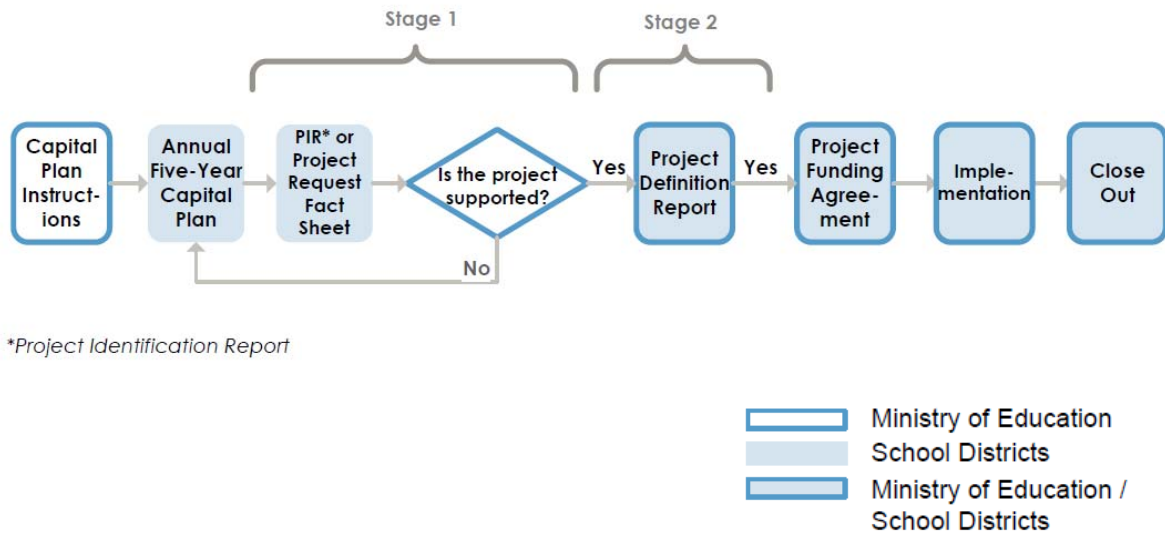 Stage 1
Stage 2
Capital
Plan
Instruct-
ions
Annual
Five-Year
Capital
Plan
PIR* or
Project
Request
Fact
Sheet
Is the project
supported?
Yes
No
Project
Definition
Report
Yes
Project
Funding
Agree-
ment
Imple-
mentation
Close
Out
*Project Identification Report
Ministry of Education
School Districts
Ministry of Education /
School Districts